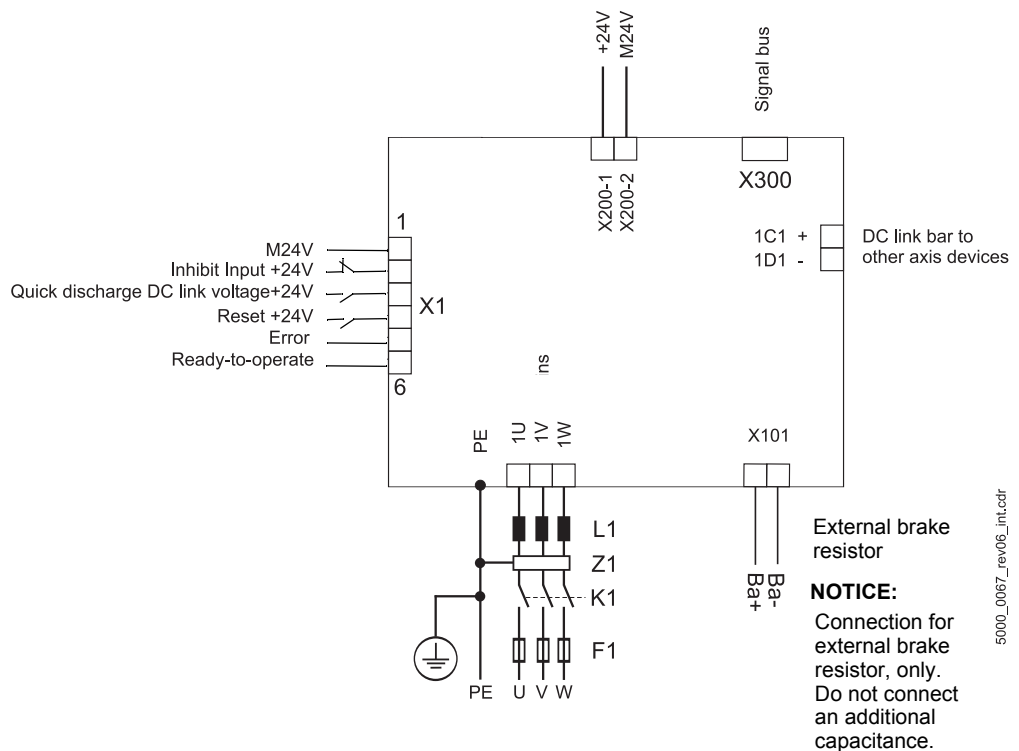 +24V
M24V
Signal bus
X200-1
X200-2
X300
1
M24V
Inhibit Input +24V
Quick discharge DC link voltage+24V
Reset +24V
Error
Ready-to-operate
X1
6
1C1 +
1D1 -
DC link bar to
other axis devices
ns
PE
1U
1V
1W
X101
L1
Z1
K1
F1
PE
U
V
W
Ba+
Ba-
External brake
resistor
NOTICE:
Connection for
external brake
resistor, only.
Do not connect
an additional
capacitance.
5000_0067_rev06_int.cdr